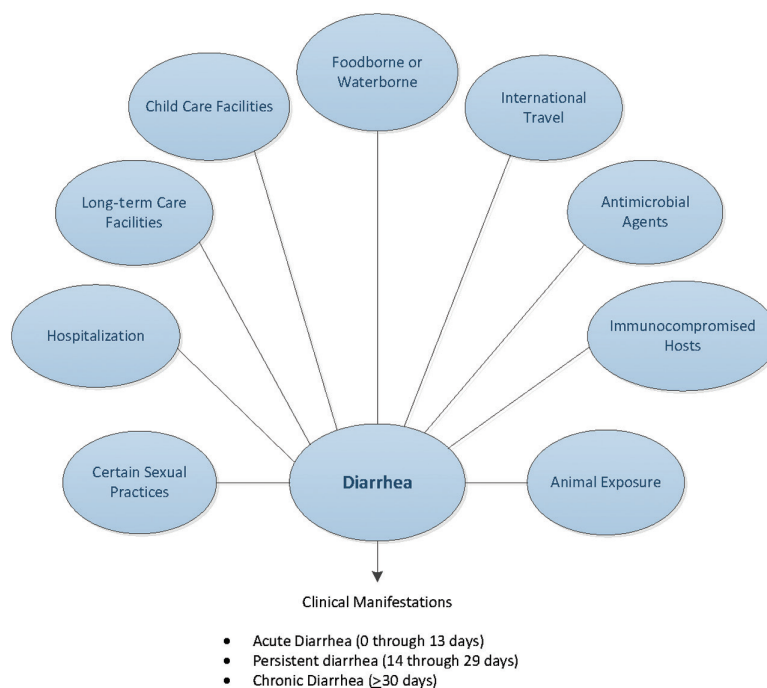 Foodborne or
Waterborne
Child Care Facilities
International
Travel
Long-term Care
Facilities
Antimicrobial
Agents
Hospitalization
Immunocompromised
Hosts
Certain Sexual
Practices
Diarrhea
Animal Exposure
Clinical Manifestations
• Acute Diarrhea (0 through 13 days)
• Persistent diarrhea (14 through 29 days)
• Chronic Diarrhea (≥30 days)